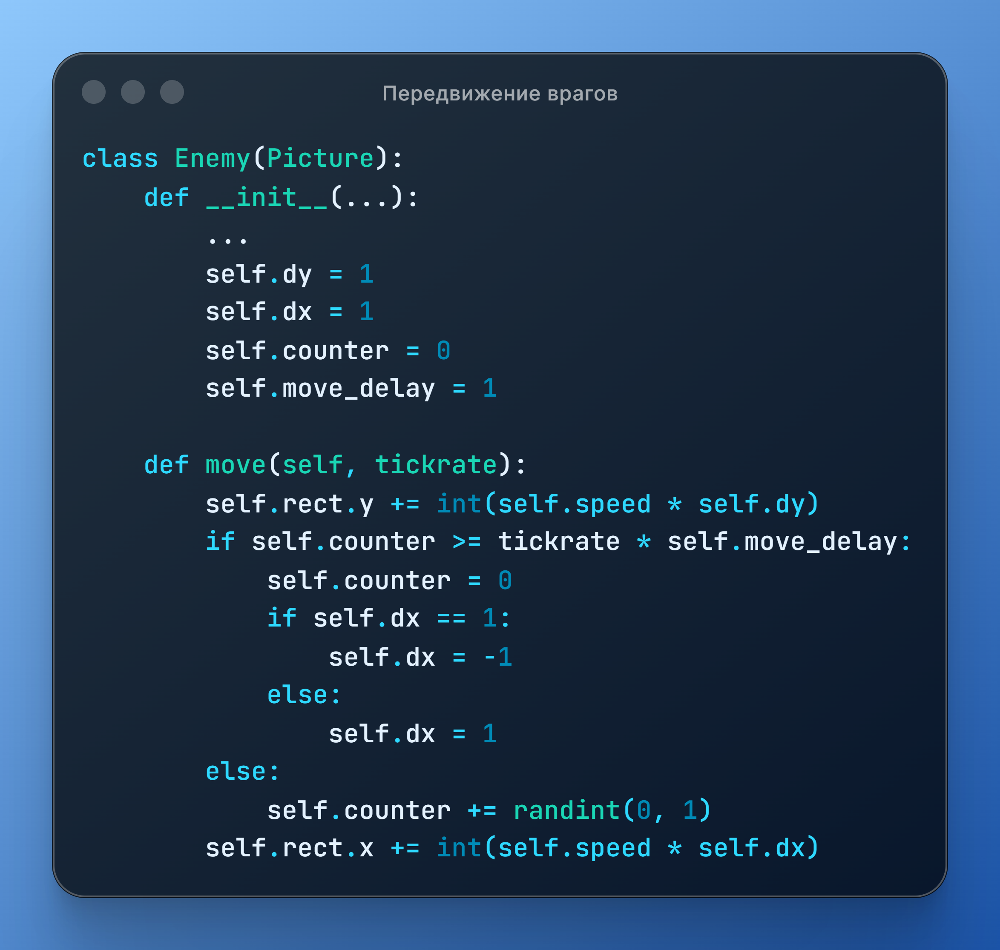 Передвижение врагов
class Enemy(Picture):
    def __init__(...):
        ...
        self.dy = 1
        self.dx = 1
        self.counter = 0
        self.move_delay = 1

    def move(self, tickrate):
        self.rect.y += int(self.speed * self.dy)
        if self.counter >= tickrate * self.move_delay:
            self.counter = 0
            if self.dx == 1:
                self.dx = -1
            else:
                self.dx = 1
        else:
            self.counter += randint(0, 1)
        self.rect.x += int(self.speed * self.dx)